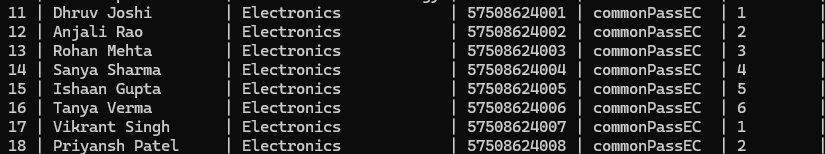 11 | Dhruv Joshi | Electronics | 57508624001 | commonPassEC | 1 |
12 | Anjali Rao | Electronics | 57508624002 | commonPassEC | 2 |
13 | Rohan Mehta | Electronics | 57508624003 | commonPassEC | 3 |
14 | Sanya Sharma | Electronics | 57508624004 | commonPassEC | 4 |
15 | Ishaan Gupta | Electronics | 57508624005 | commonPassEC | 5 |
16 | Tanya Verma | Electronics | 57508624006 | commonPassEC | 6 |
17 | Vikrant Singh | Electronics | 57508624007 | commonPassEC | 1 |
18 | Priyansh Patel | Electronics | 57508624008 | commonPassEC | 2 |